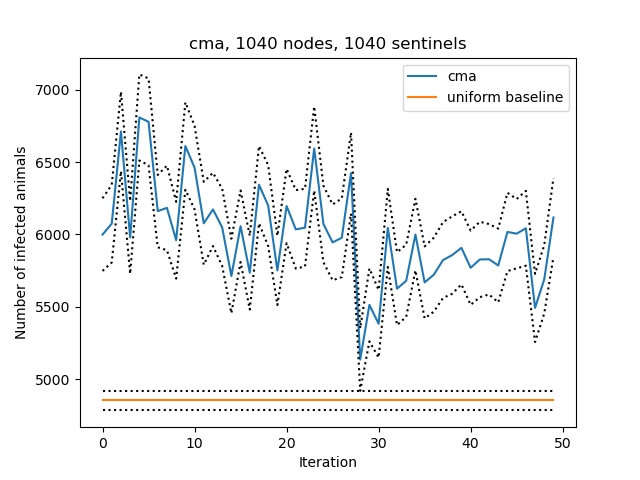 cma, 1040 nodes, 1040 sentinels
cma
uniform baseline
Number of infected animals
7000
6500
6000
5500
5000
0
10
20
30
40
50
Iteration